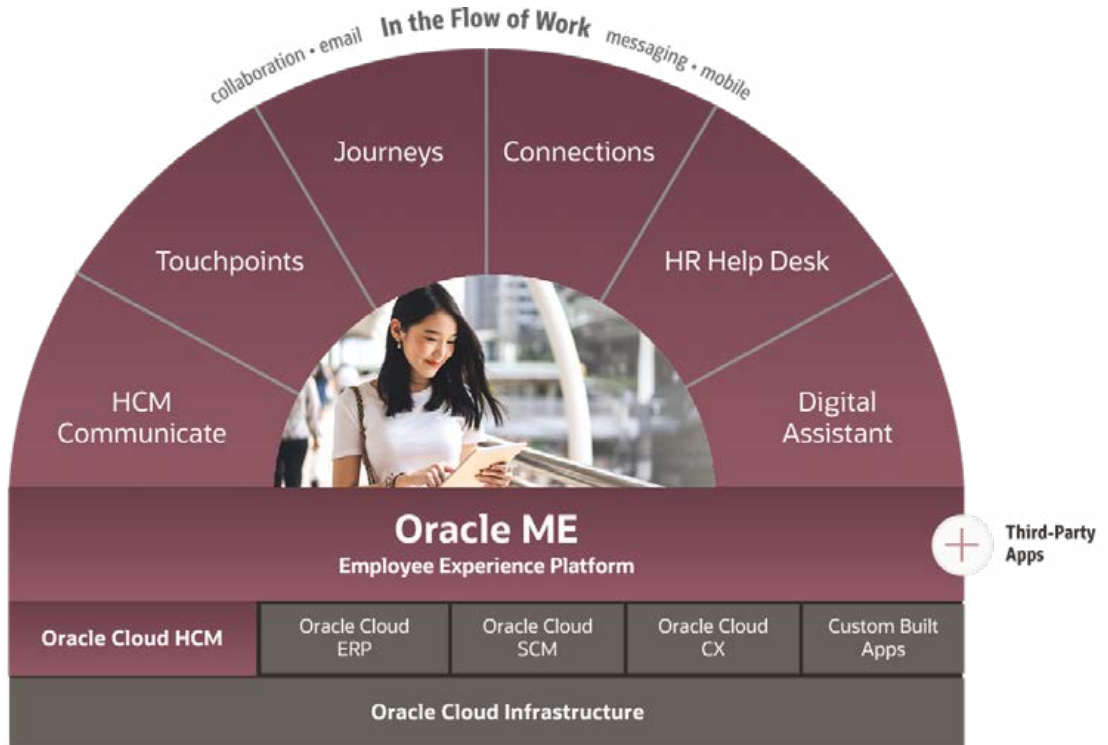 collaboration • email In the Flow of Work messaging • mobile
Journeys
Connections
Touchpoints
HR Help Desk
HCM
Communicate
Digital
Assistant
Oracle ME
Employee Experience Platform
Third-Party
Apps
Oracle Cloud HCM
Oracle Cloud
ERP
Oracle Cloud
SCM
Oracle Cloud
CX
Custom Built
Apps
Oracle Cloud Infrastructure